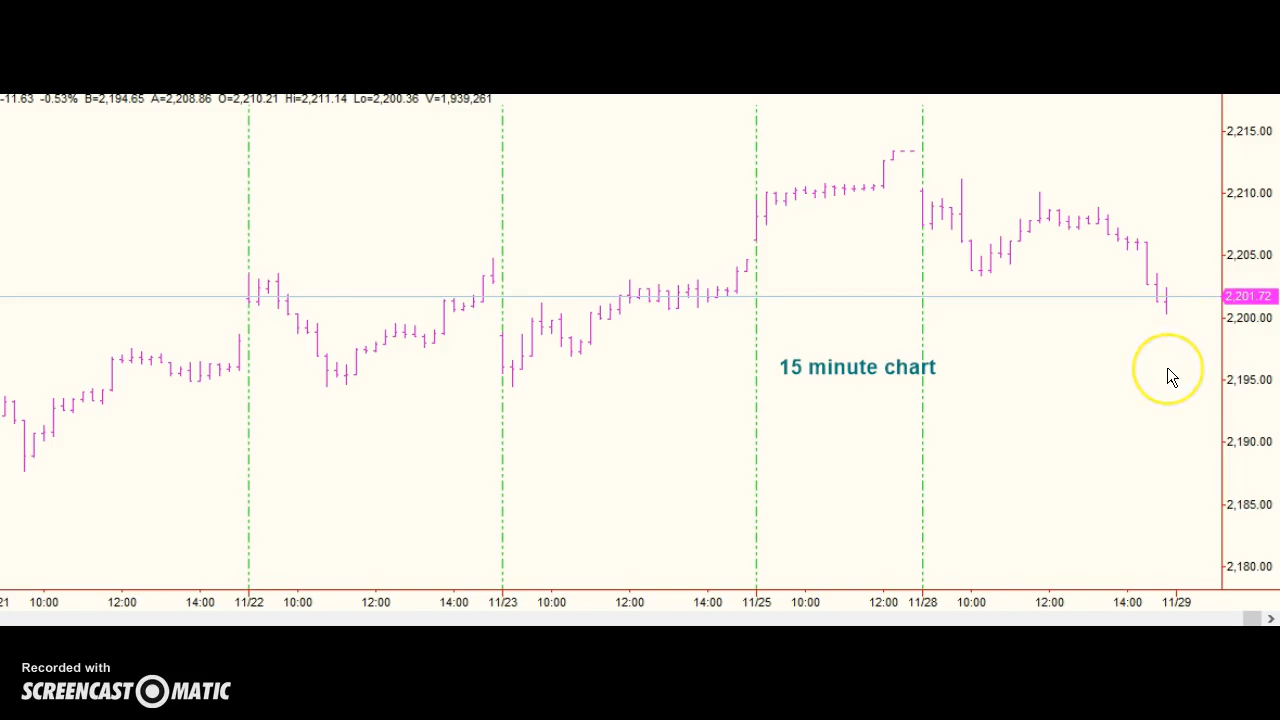 -11.63 -0.53% B=2,194.65 A=2,208.86 O=2,210.21 Hi=2,211.14 Lo=2,200.36 V=1,939,261
2,215.00
2,210.00
2,205.00
2,201.72
2,200.00
15 minute chart
2,195.00
2,190.00
2,185.00
2,180.00
21 10:00 12:00 14:00 11/22 10:00 12:00 14:00 11/23 10:00 12:00 14:00 11/25 10:00 12:00 11/28 10:00 12:00 14:00 11/29
Recorded with
SCREENCAST MATIC